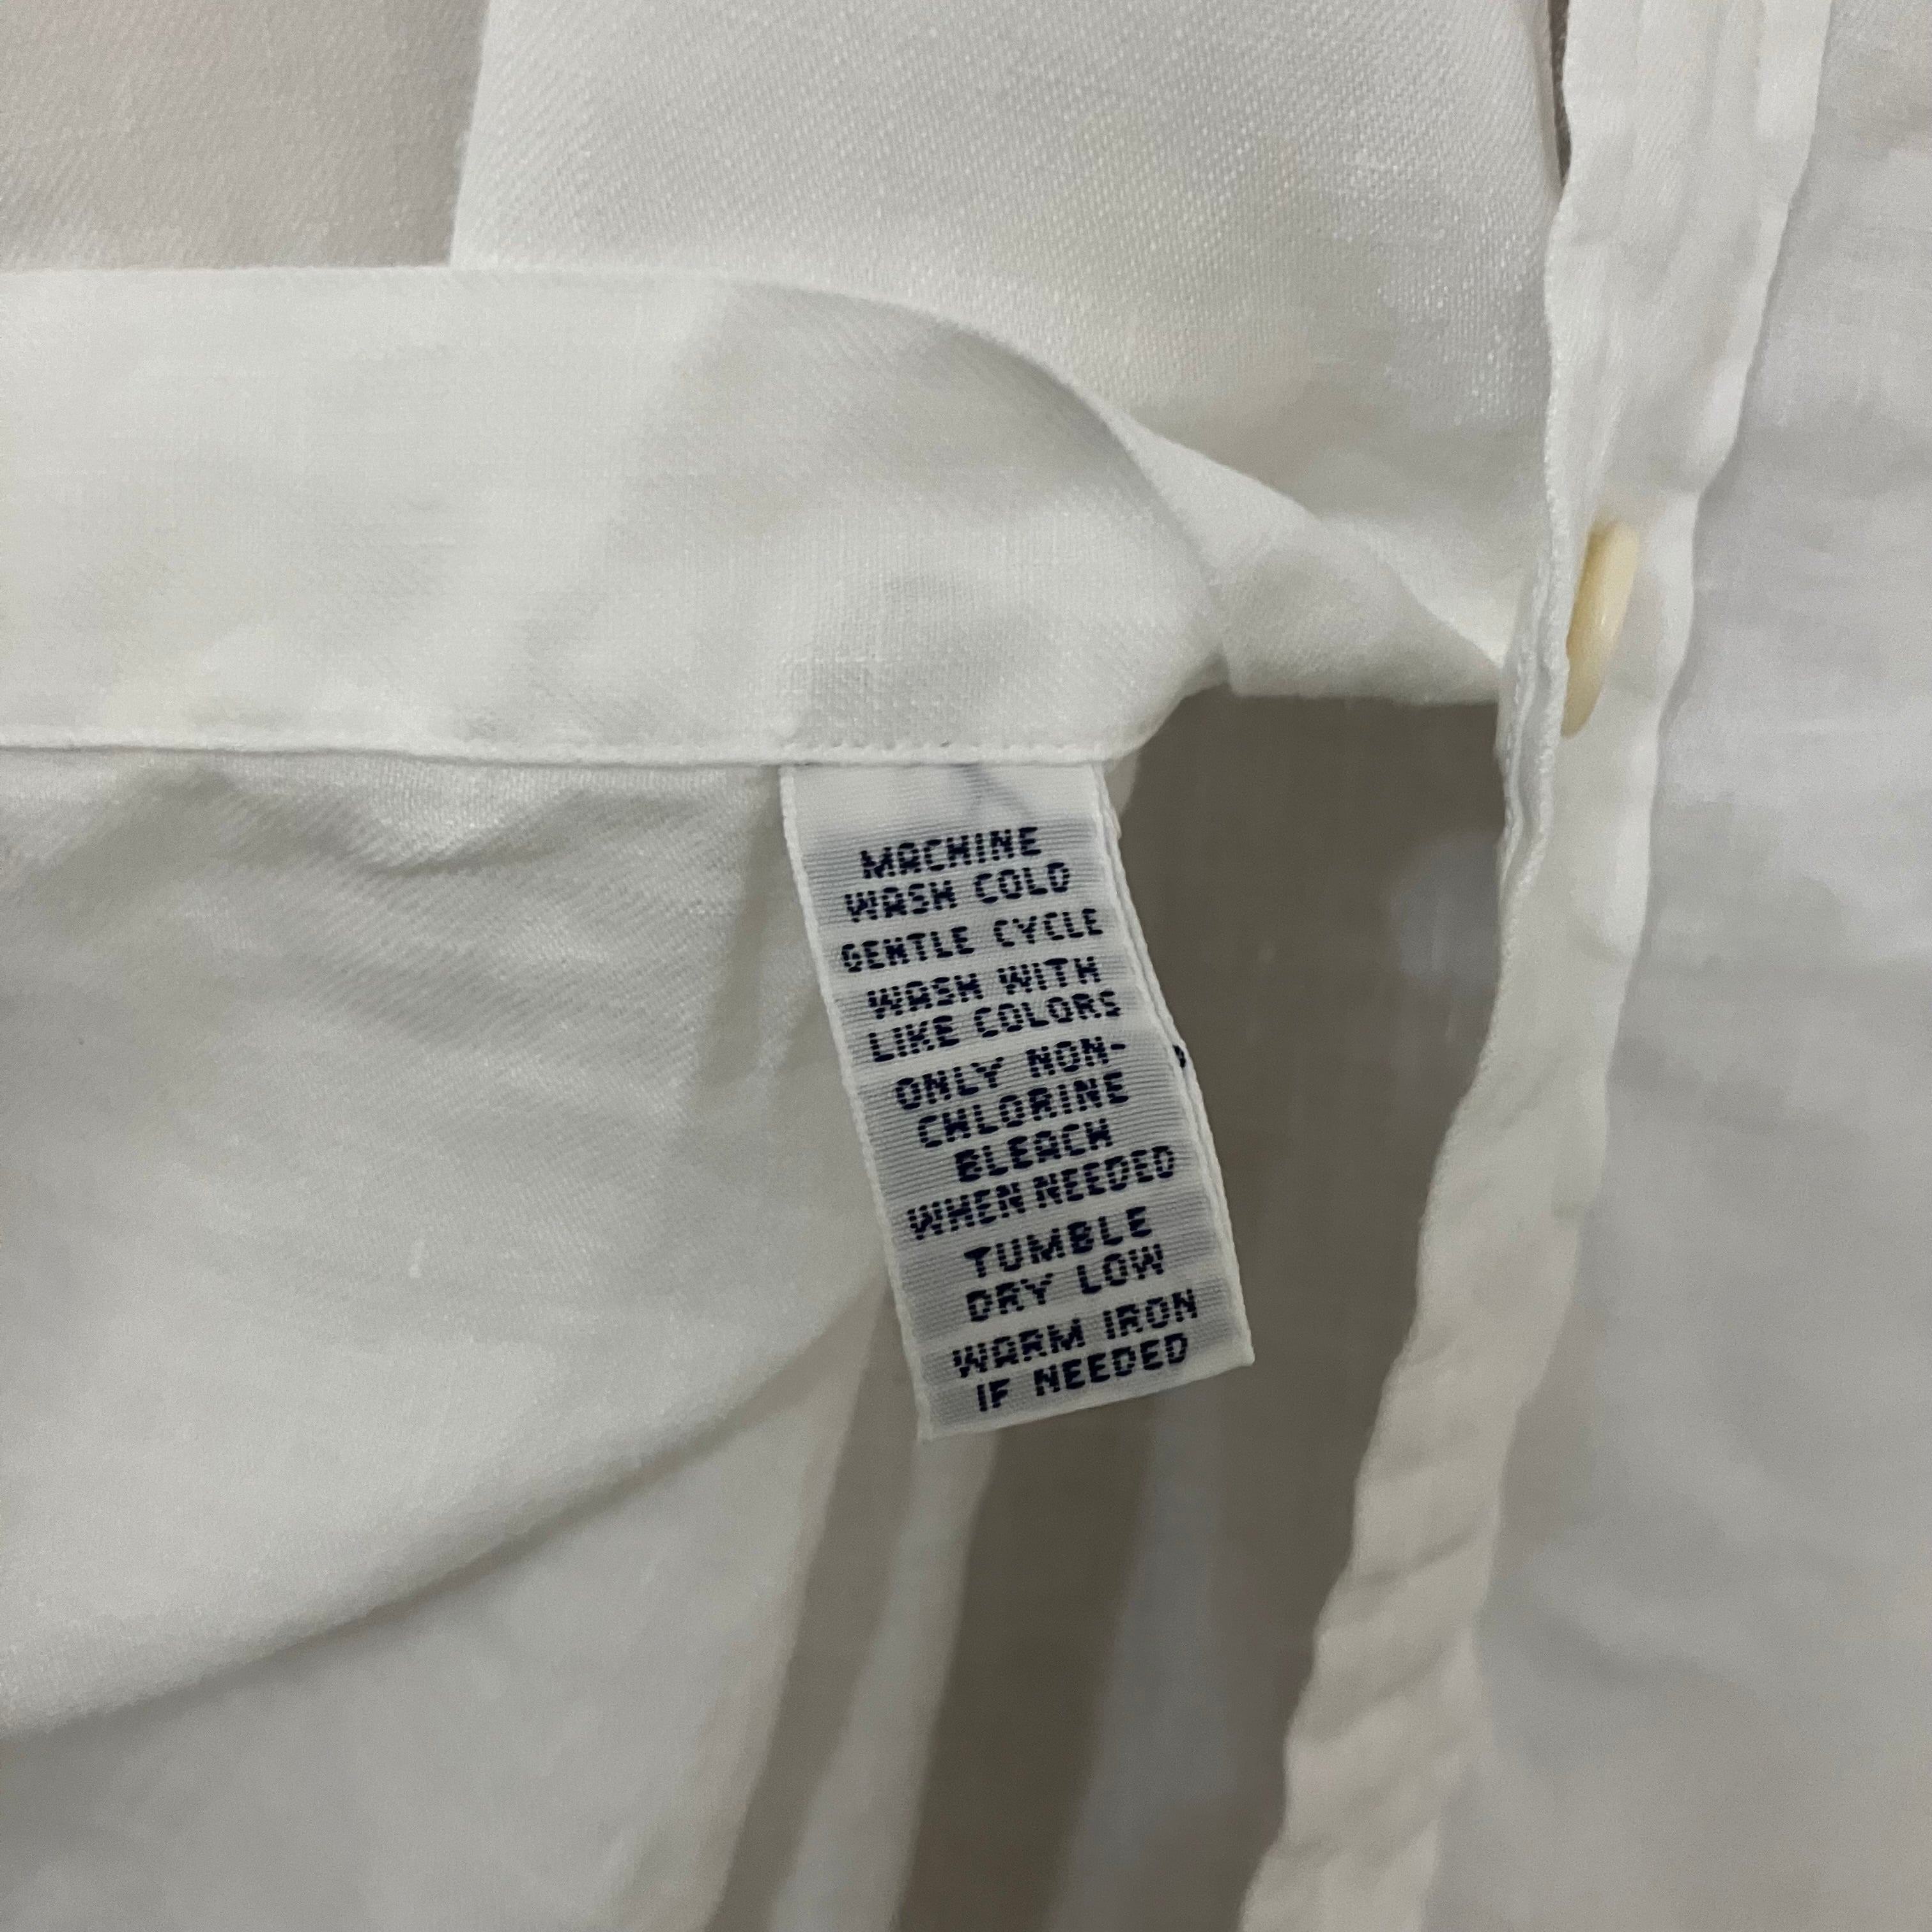 MACHINE
WASH COLD
GENTLE CYCLE
WASH WITH
LIKE COLORS
ONLY NON-
CHLORINE
BLEACH
WHEN NEEDED
TUMBLE
DRY LOW
WARM IRON
IF NEEDED